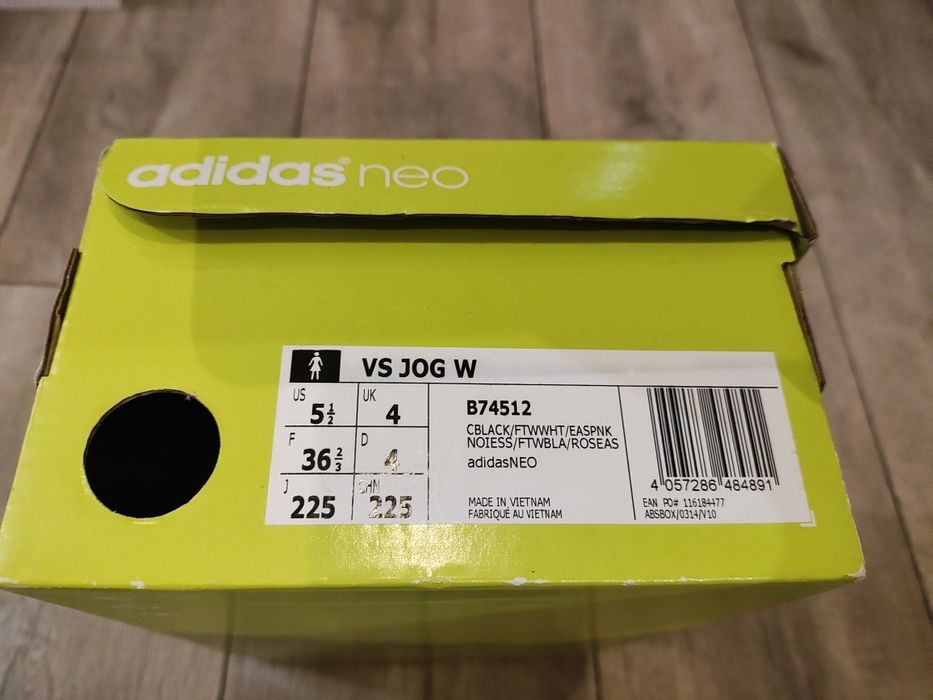 adidas® neo
VS JOG W
US 5½
UK 4
F 36⅔
D 4
J 225
CHN 225
B74512
CBLACK/FTWWHT/EASPNK
NOIESS/FTWBLA/ROSEAS
adidasNEO
MADE IN VIETNAM
FABRIQUÉ AU VIETNAM
4 057286 484891
EAN PO# 116184477
ABSBOX/0314/V10